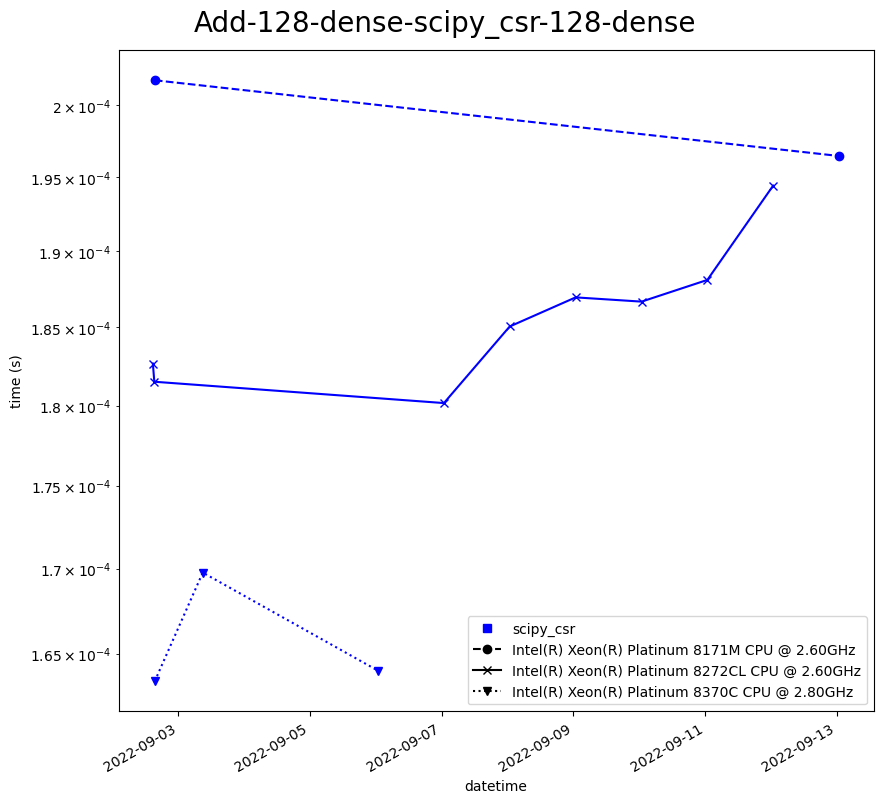 Add-128-dense-scipy_csr-128-dense
2 × 10⁻⁴
1.95 × 10⁻⁴
1.9 × 10⁻⁴
1.85 × 10⁻⁴
1.8 × 10⁻⁴
1.75 × 10⁻⁴
1.7 × 10⁻⁴
1.65 × 10⁻⁴
time (s)
scipy_csr
Intel(R) Xeon(R) Platinum 8171M CPU @ 2.60GHz
Intel(R) Xeon(R) Platinum 8272CL CPU @ 2.60GHz
Intel(R) Xeon(R) Platinum 8370C CPU @ 2.80GHz
2022-09-03
2022-09-05
2022-09-07
2022-09-09
2022-09-11
2022-09-13
datetime